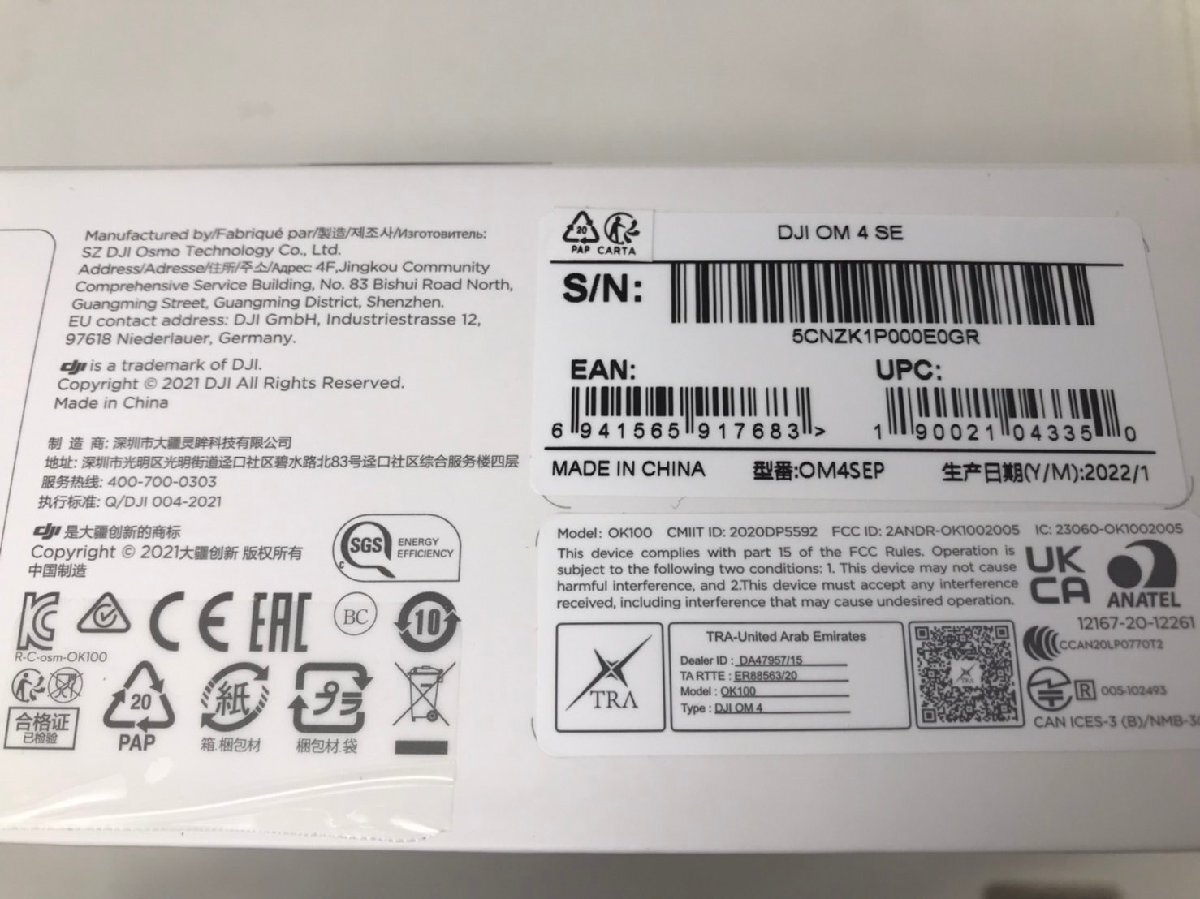 Manufactured by/Fabriqué par/製造/제조사/Изготовитель:
SZ DJI Osmo Technology Co., Ltd.
Address/Adresse/住所/주소/Адрес: 4F,Jingkou Community
Comprehensive Service Building, No. 83 Bishui Road North,
Guangming Street, Guangming District, Shenzhen.
EU contact address: DJI GmbH, Industriestrasse 12,
97618 Niederlauer, Germany.
dji is a trademark of DJI.
Copyright © 2021 DJI All Rights Reserved.
Made in China
制 造 商: 深圳市大疆灵眸科技有限公司
地址: 深圳市光明区光明街道迳口社区碧水路北83号迳口社区综合服务楼四层
服务热线: 400-700-0303
执行标准: Q/DJI 004-2021
dji 是大疆创新的商标
Copyright © 2021大疆创新 版权所有
中国制造
c SGS ENERGY
EFFICIENCY
KC CE EAC BC 10
R-C-osm-OK100
合格证
已检验
20
PAP
紙
箱.梱包材
プラ
梱包材.袋
20
PAP CARTA
DJI OM 4 SE
S/N:
5CNZK1P000E0GR
EAN:
6 941565 917683 >
UPC:
1 90021 04335 0
MADE IN CHINA 型番:OM4SEP 生产日期(Y/M):2022/1
Model: OK100 CMIIT ID: 2020DP5592 FCC ID: 2ANDR-OK1002005 IC: 23060-OK1002005
This device complies with part 15 of the FCC Rules. Operation is
subject to the following two conditions: 1. This device may not cause
harmful interference, and 2.This device must accept any interference
received, including interference that may cause undesired operation.
UK
CA
ANATEL
12167-20-12261
CCAN20LP0770T2
R 005-102493
CAN ICES-3 (B)/NMB-3(
TRA
TRA-United Arab Emirates
Dealer ID : DA47957/15
TA RTTE : ER88563/20
Model : OK100
Type : DJI OM 4
TRA